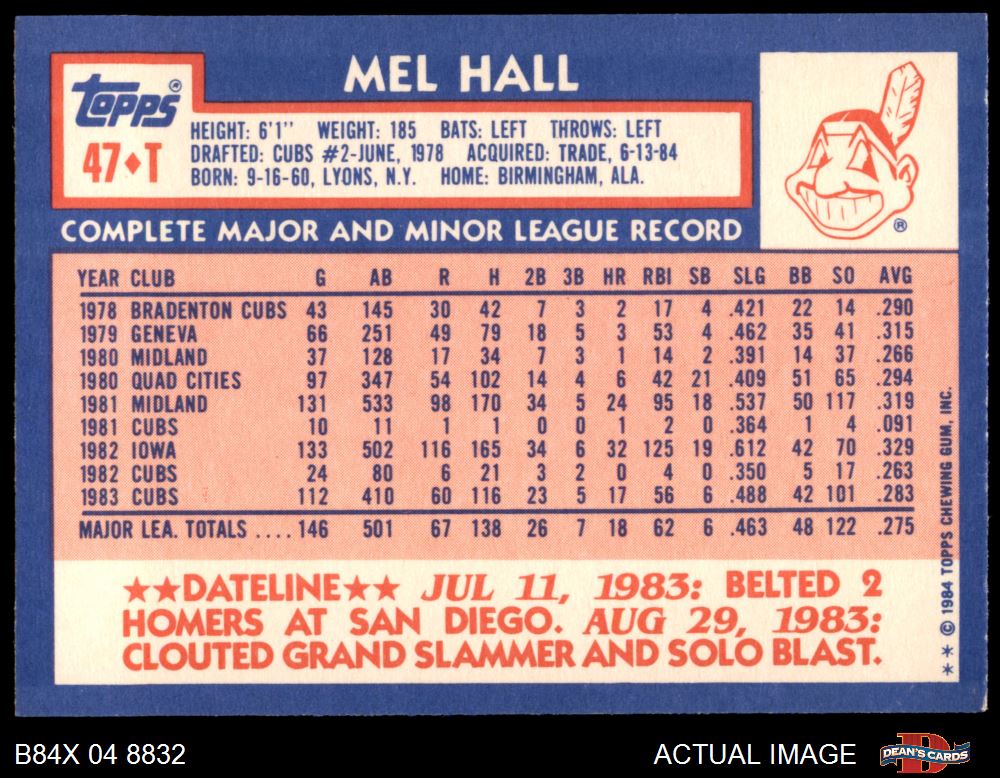 MEL HALL
TOPPS®
47♦T
HEIGHT: 6'1" WEIGHT: 185 BATS: LEFT THROWS: LEFT
DRAFTED: CUBS #2-JUNE, 1978 ACQUIRED: TRADE, 6-13-84
BORN: 9-16-60, LYONS, N.Y. HOME: BIRMINGHAM, ALA.
®
COMPLETE MAJOR AND MINOR LEAGUE RECORD
YEAR CLUB G AB R H 2B 3B HR RBI SB SLG BB SO AVG
1978 BRADENTON CUBS 43 145 30 42 7 3 2 17 4 .421 22 14 .290
1979 GENEVA 66 251 49 79 18 5 3 53 4 .462 35 41 .315
1980 MIDLAND 37 128 17 34 7 3 1 14 2 .391 14 37 .266
1980 QUAD CITIES 97 347 54 102 14 4 6 42 21 .409 51 65 .294
1981 MIDLAND 131 533 98 170 34 5 24 95 18 .537 50 117 .319
1981 CUBS 10 11 1 1 0 0 1 2 0 .364 1 4 .091
1982 IOWA 133 502 116 165 34 6 32 125 19 .612 42 70 .329
1982 CUBS 24 80 6 21 3 2 0 4 0 .350 5 17 .263
1983 CUBS 112 410 60 116 23 5 17 56 6 .488 42 101 .283
MAJOR LEA. TOTALS .... 146 501 67 138 26 7 18 62 6 .463 48 122 .275
★★DATELINE★★ JUL 11, 1983: BELTED 2
HOMERS AT SAN DIEGO. AUG 29, 1983:
CLOUTED GRAND SLAMMER AND SOLO BLAST.
** © 1984 TOPPS CHEWING GUM, INC.
B84X 04 8832
ACTUAL IMAGE
D
DEAN'S CARDS